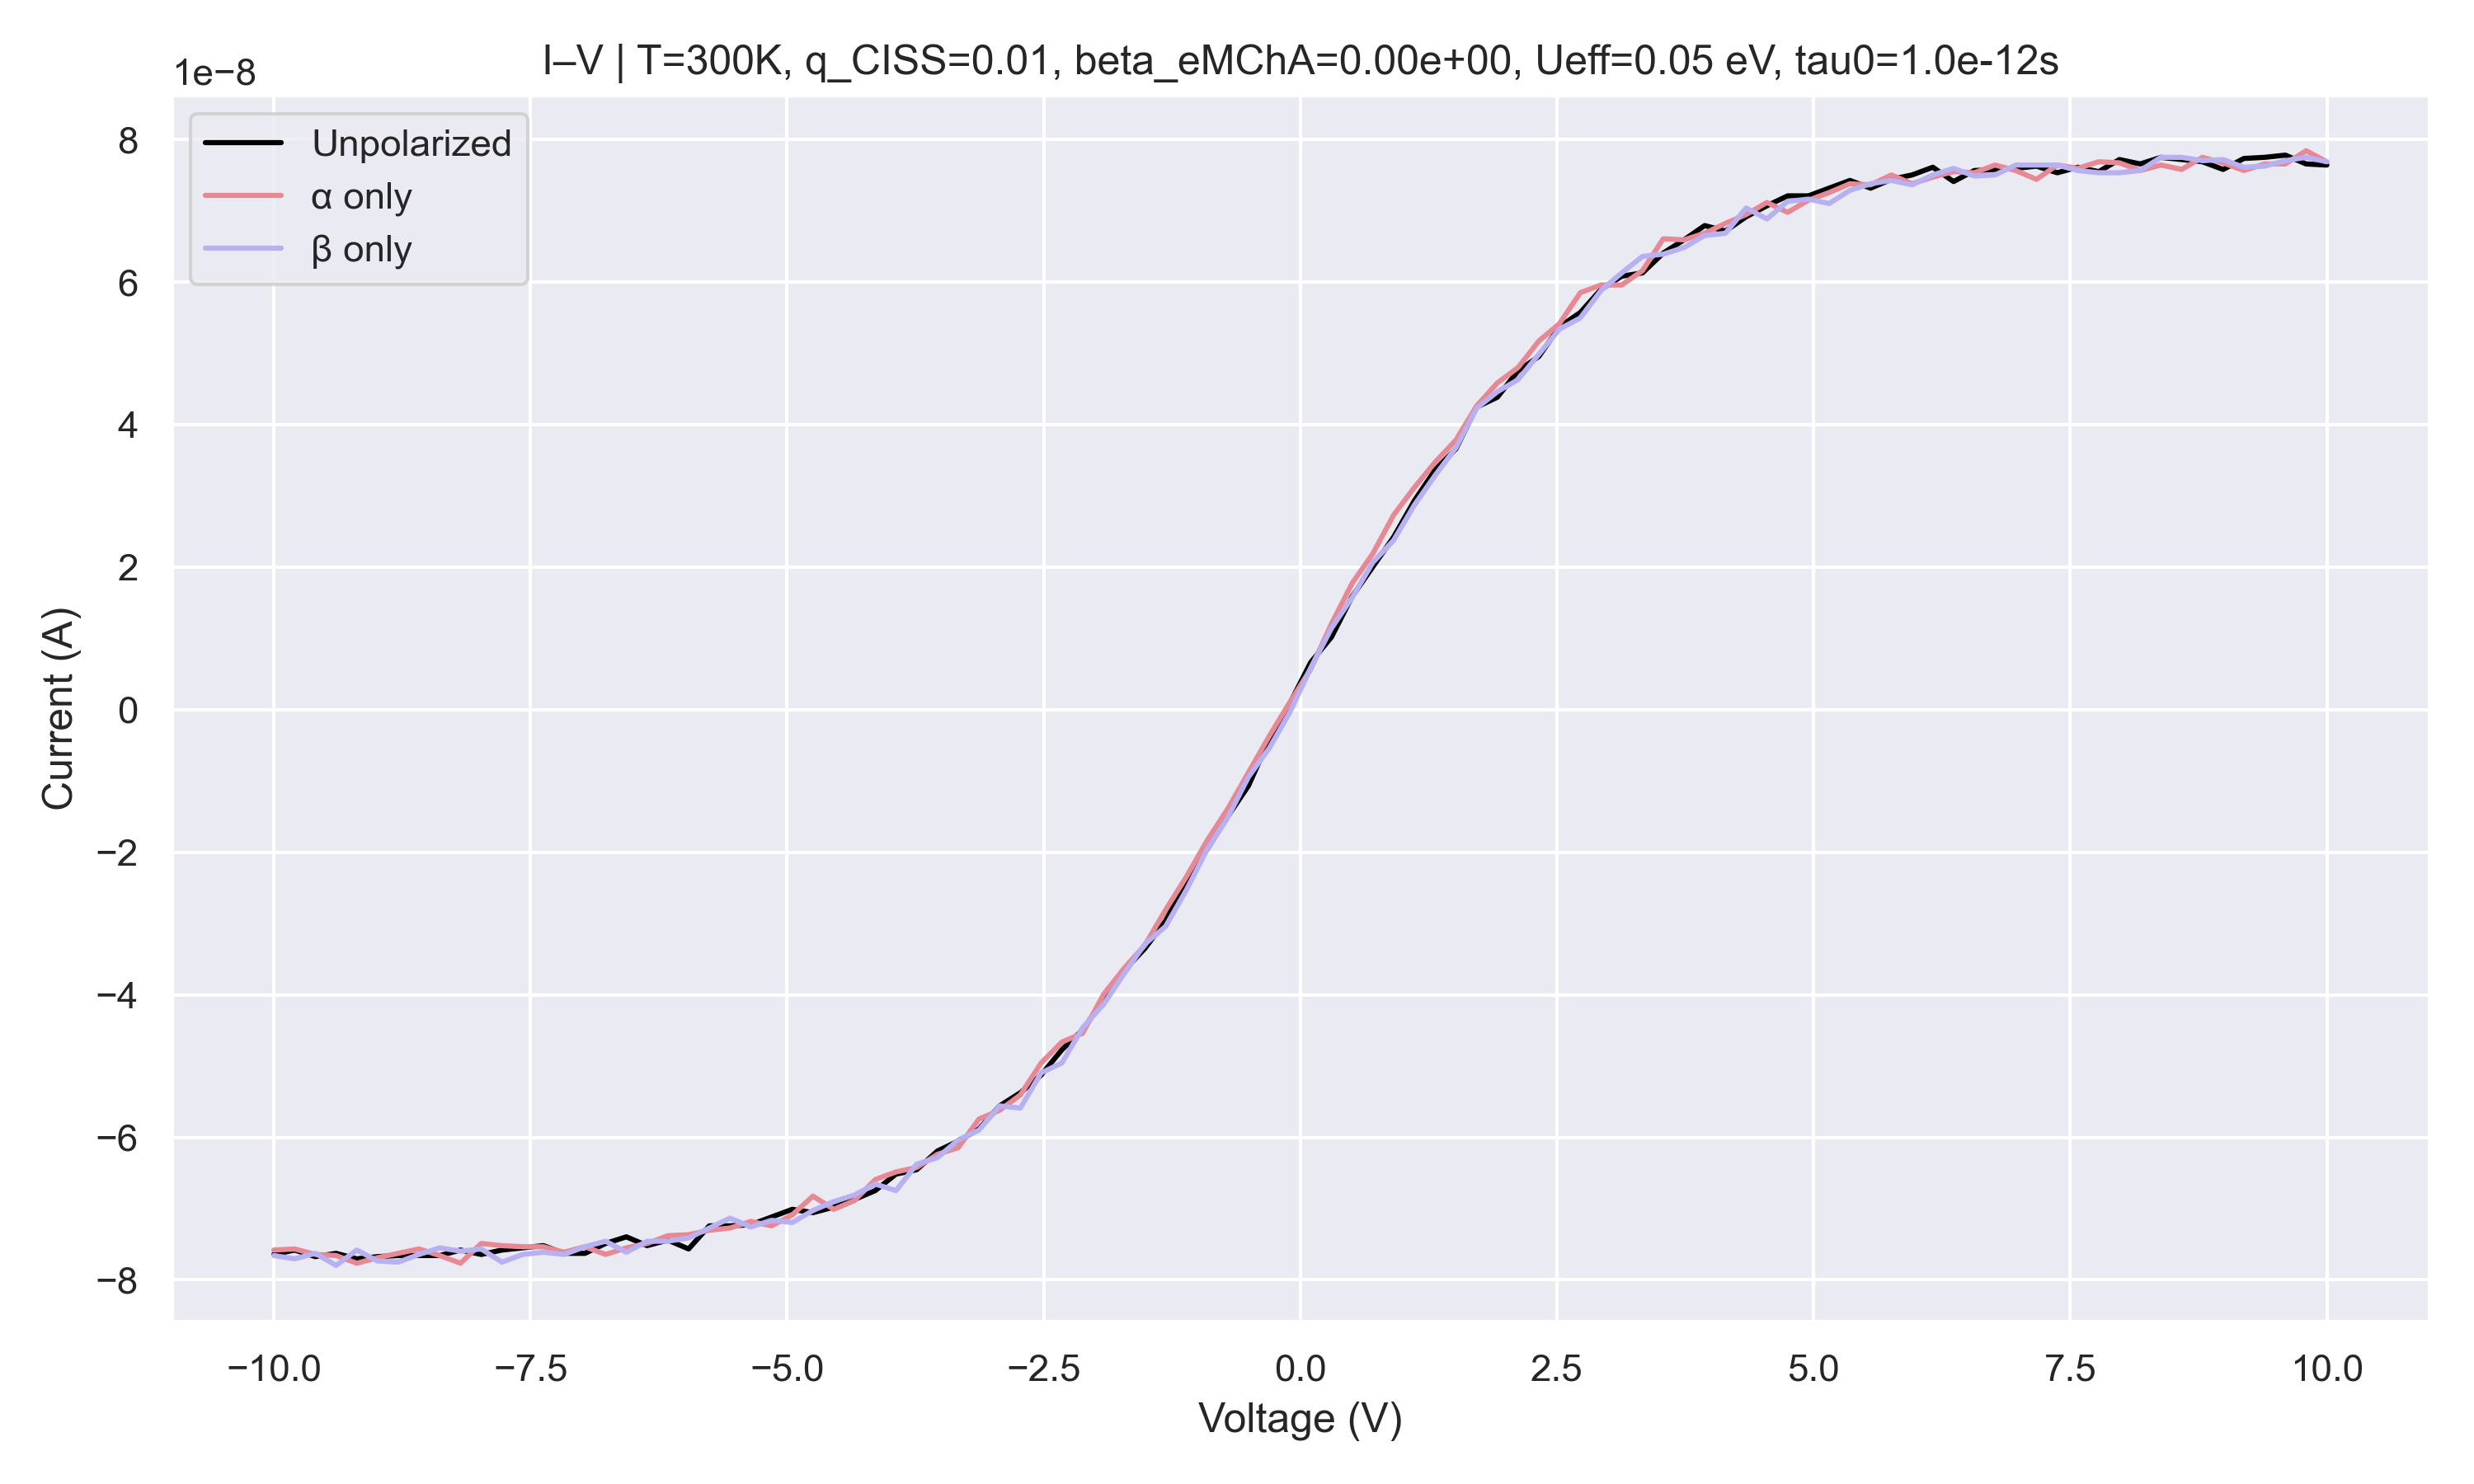 I–V | T=300K, q_CISS=0.01, beta_eMChA=0.00e+00, Ueff=0.05 eV, tau0=1.0e-12s
1e−8
Unpolarized
α only
β only
8
6
4
2
0
−2
−4
−6
−8
Current (A)
−10.0 −7.5 −5.0 −2.5 0.0 2.5 5.0 7.5 10.0
Voltage (V)